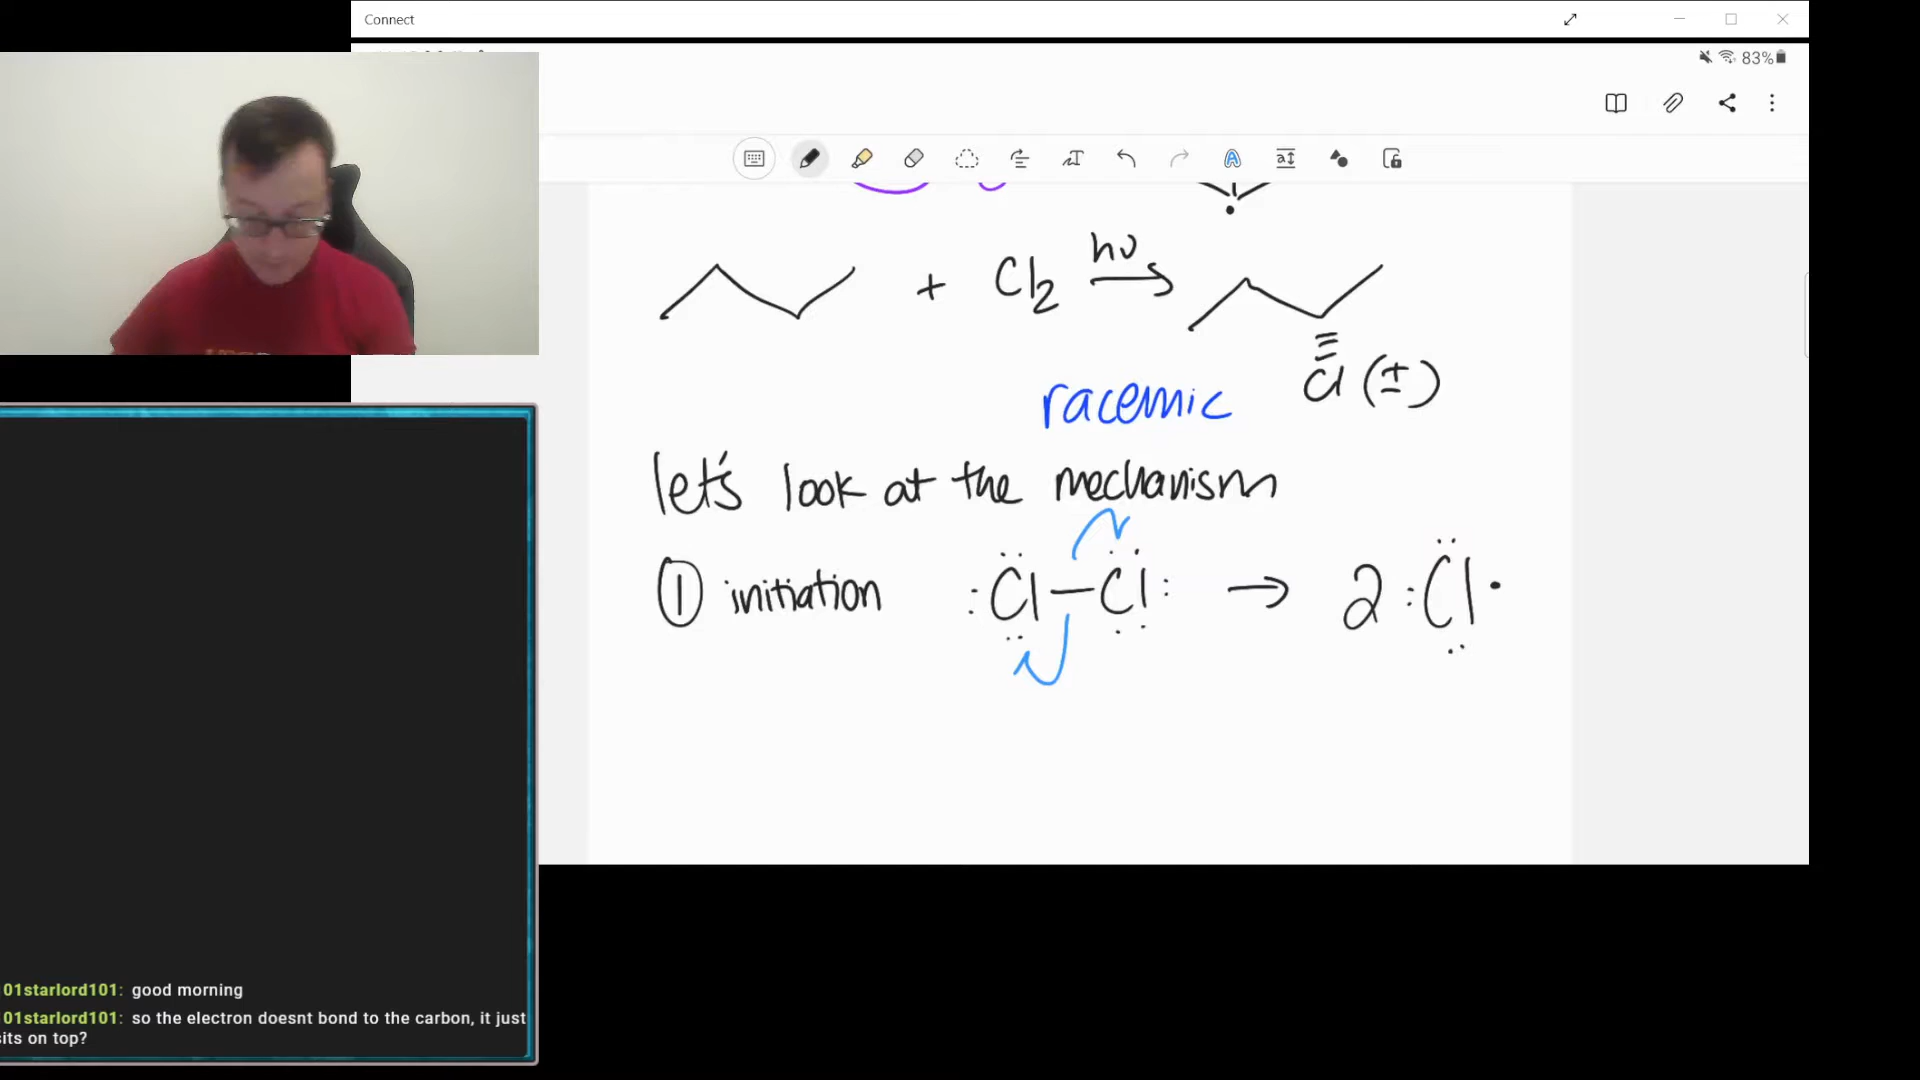 Connect
83%
+ Cl2 hν
Cl (±)
racemic
let's look at the mechanism
① initiation :Cl—Cl: → 2 :Cl•
01starlord101: good morning
01starlord101: so the electron doesnt bond to the carbon, it just
sits on top?